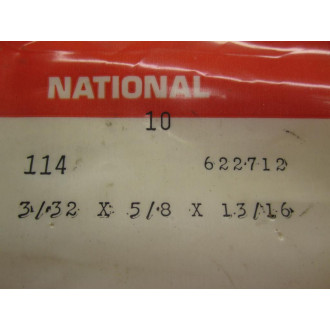 NATIONAL
10
114 622712
3/32 X 5/8 X 13/16